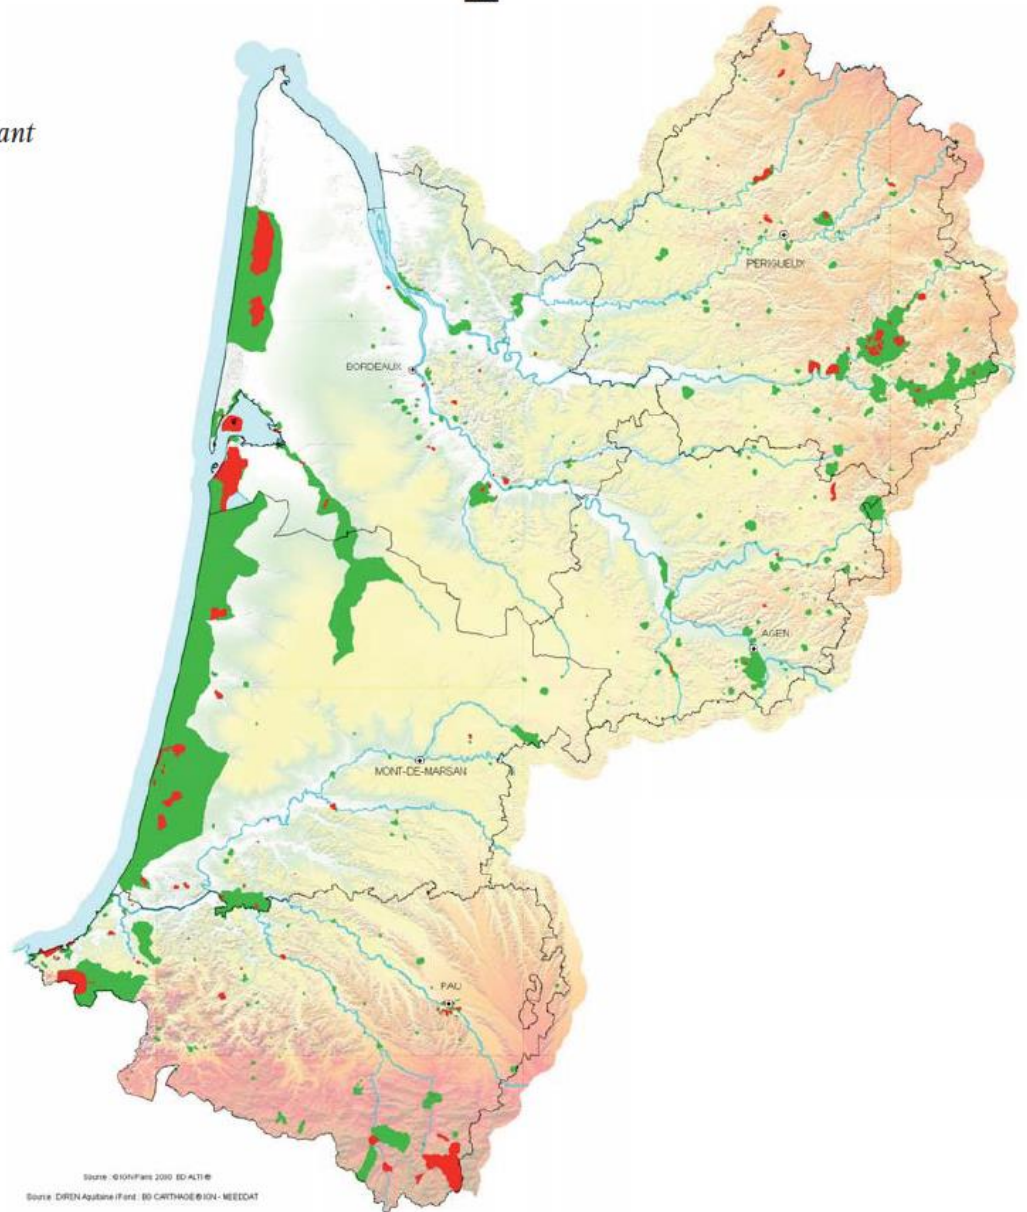 ant
PERIGUEUX
BORDEAUX
AGEN
MONT-DE-MARSAN
PAU
Source : © IGN/Paris 2000 BD ALTI ®
Source DIREN Aquitaine / Fond : BD CARTHAGE ® IGN - MEEDDAT